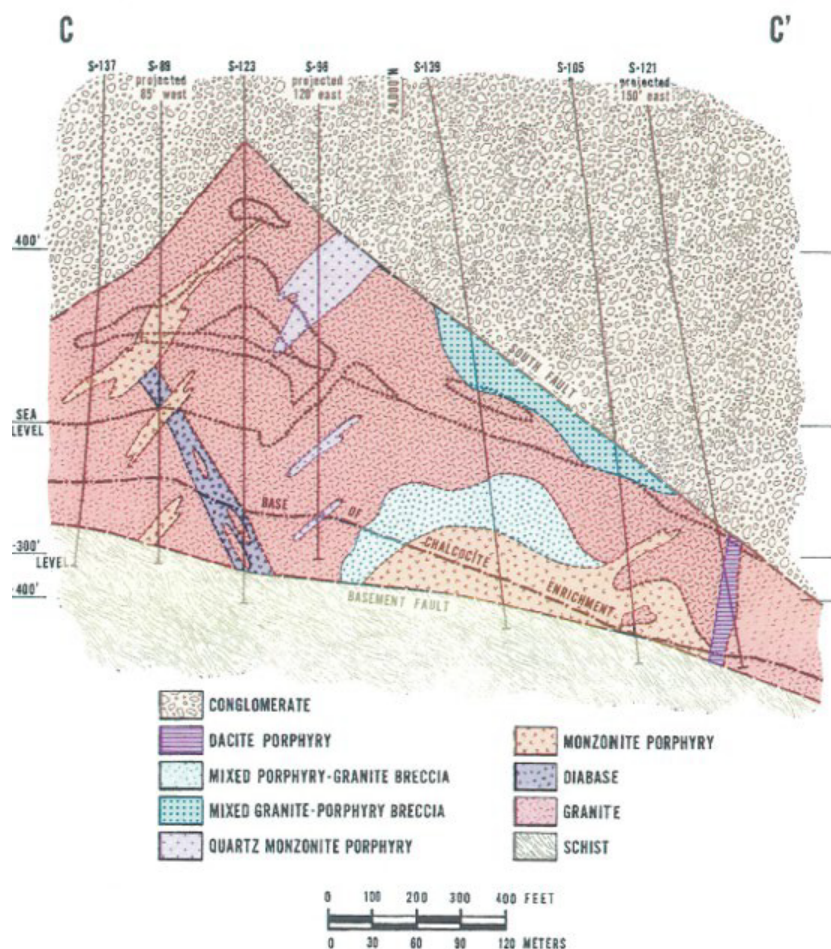 C
C'
S-137
S-89
projected
85' west
S-123
S-98
projected
120' east
S-139
S-105
S-121
projected
150' east
400'
SOUTH FAULT
SEA
LEVEL
BASE OF CHALCOCITE ENRICHMENT
-300'
LEVEL
400'
BASEMENT FAULT
CONGLOMERATE
DACITE PORPHYRY
MIXED PORPHYRY-GRANITE BRECCIA
MIXED GRANITE-PORPHYRY BRECCIA
QUARTZ MONZONITE PORPHYRY
MONZONITE PORPHYRY
DIABASE
GRANITE
SCHIST
0 100 200 300 400 FEET
0 30 60 90 120 METERS